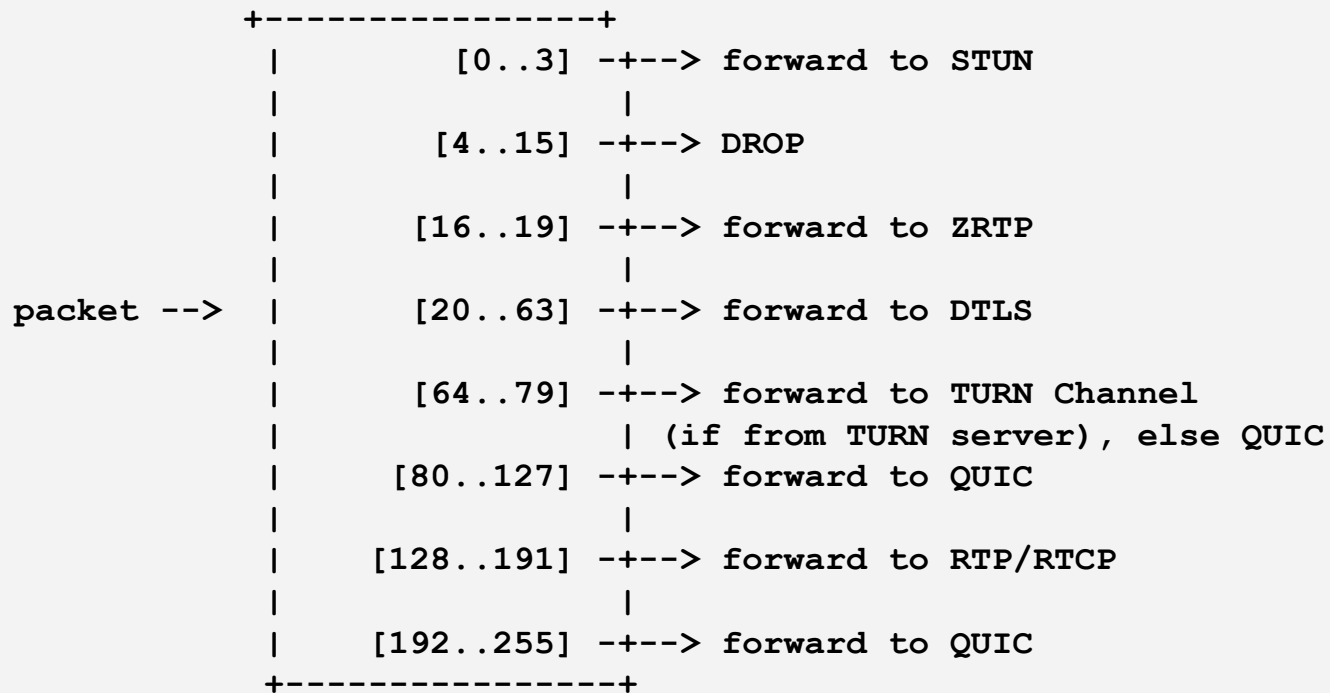 +----------------+
| [0..3] -+--> forward to STUN
| |
| [4..15] -+--> DROP
| |
| [16..19] -+--> forward to ZRTP
| |
packet --> | [20..63] -+--> forward to DTLS
| |
| [64..79] -+--> forward to TURN Channel
| | (if from TURN server), else QUIC
| [80..127] -+--> forward to QUIC
| |
| [128..191] -+--> forward to RTP/RTCP
| |
| [192..255] -+--> forward to QUIC
+----------------+